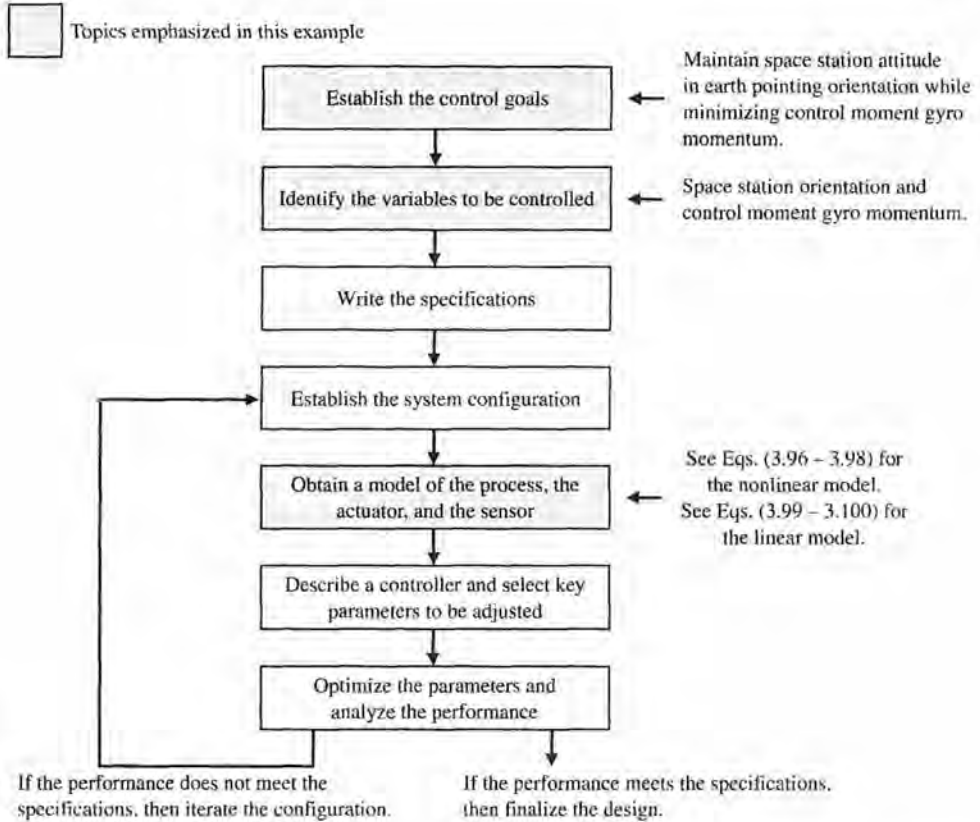 Topics emphasized in this example
Establish the control goals
Maintain space station attitude
in earth pointing orientation while
minimizing control moment gyro
momentum.
Identify the variables to be controlled
Space station orientation and
control moment gyro momentum.
Write the specifications
Establish the system configuration
Obtain a model of the process, the
actuator, and the sensor
See Eqs. (3.96 – 3.98) for
the nonlinear model.
See Eqs. (3.99 – 3.100) for
the linear model.
Describe a controller and select key
parameters to be adjusted
Optimize the parameters and
analyze the performance
If the performance does not meet the
specifications, then iterate the configuration.
If the performance meets the specifications,
then finalize the design.